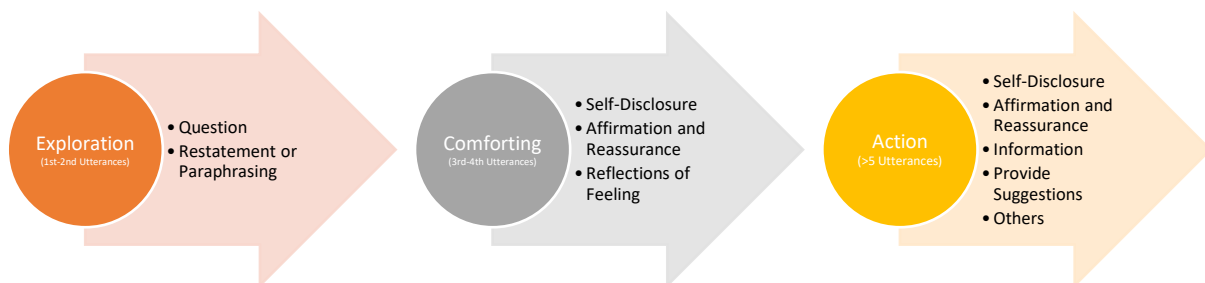 Exploration
(1st-2nd Utterances)
• Question
• Restatement or
Paraphrasing
Comforting
(3rd-4th Utterances)
• Self-Disclosure
• Affirmation and
Reassurance
• Reflections of
Feeling
Action
(>5 Utterances)
• Self-Disclosure
• Affirmation and
Reassurance
• Information
• Provide
Suggestions
• Others